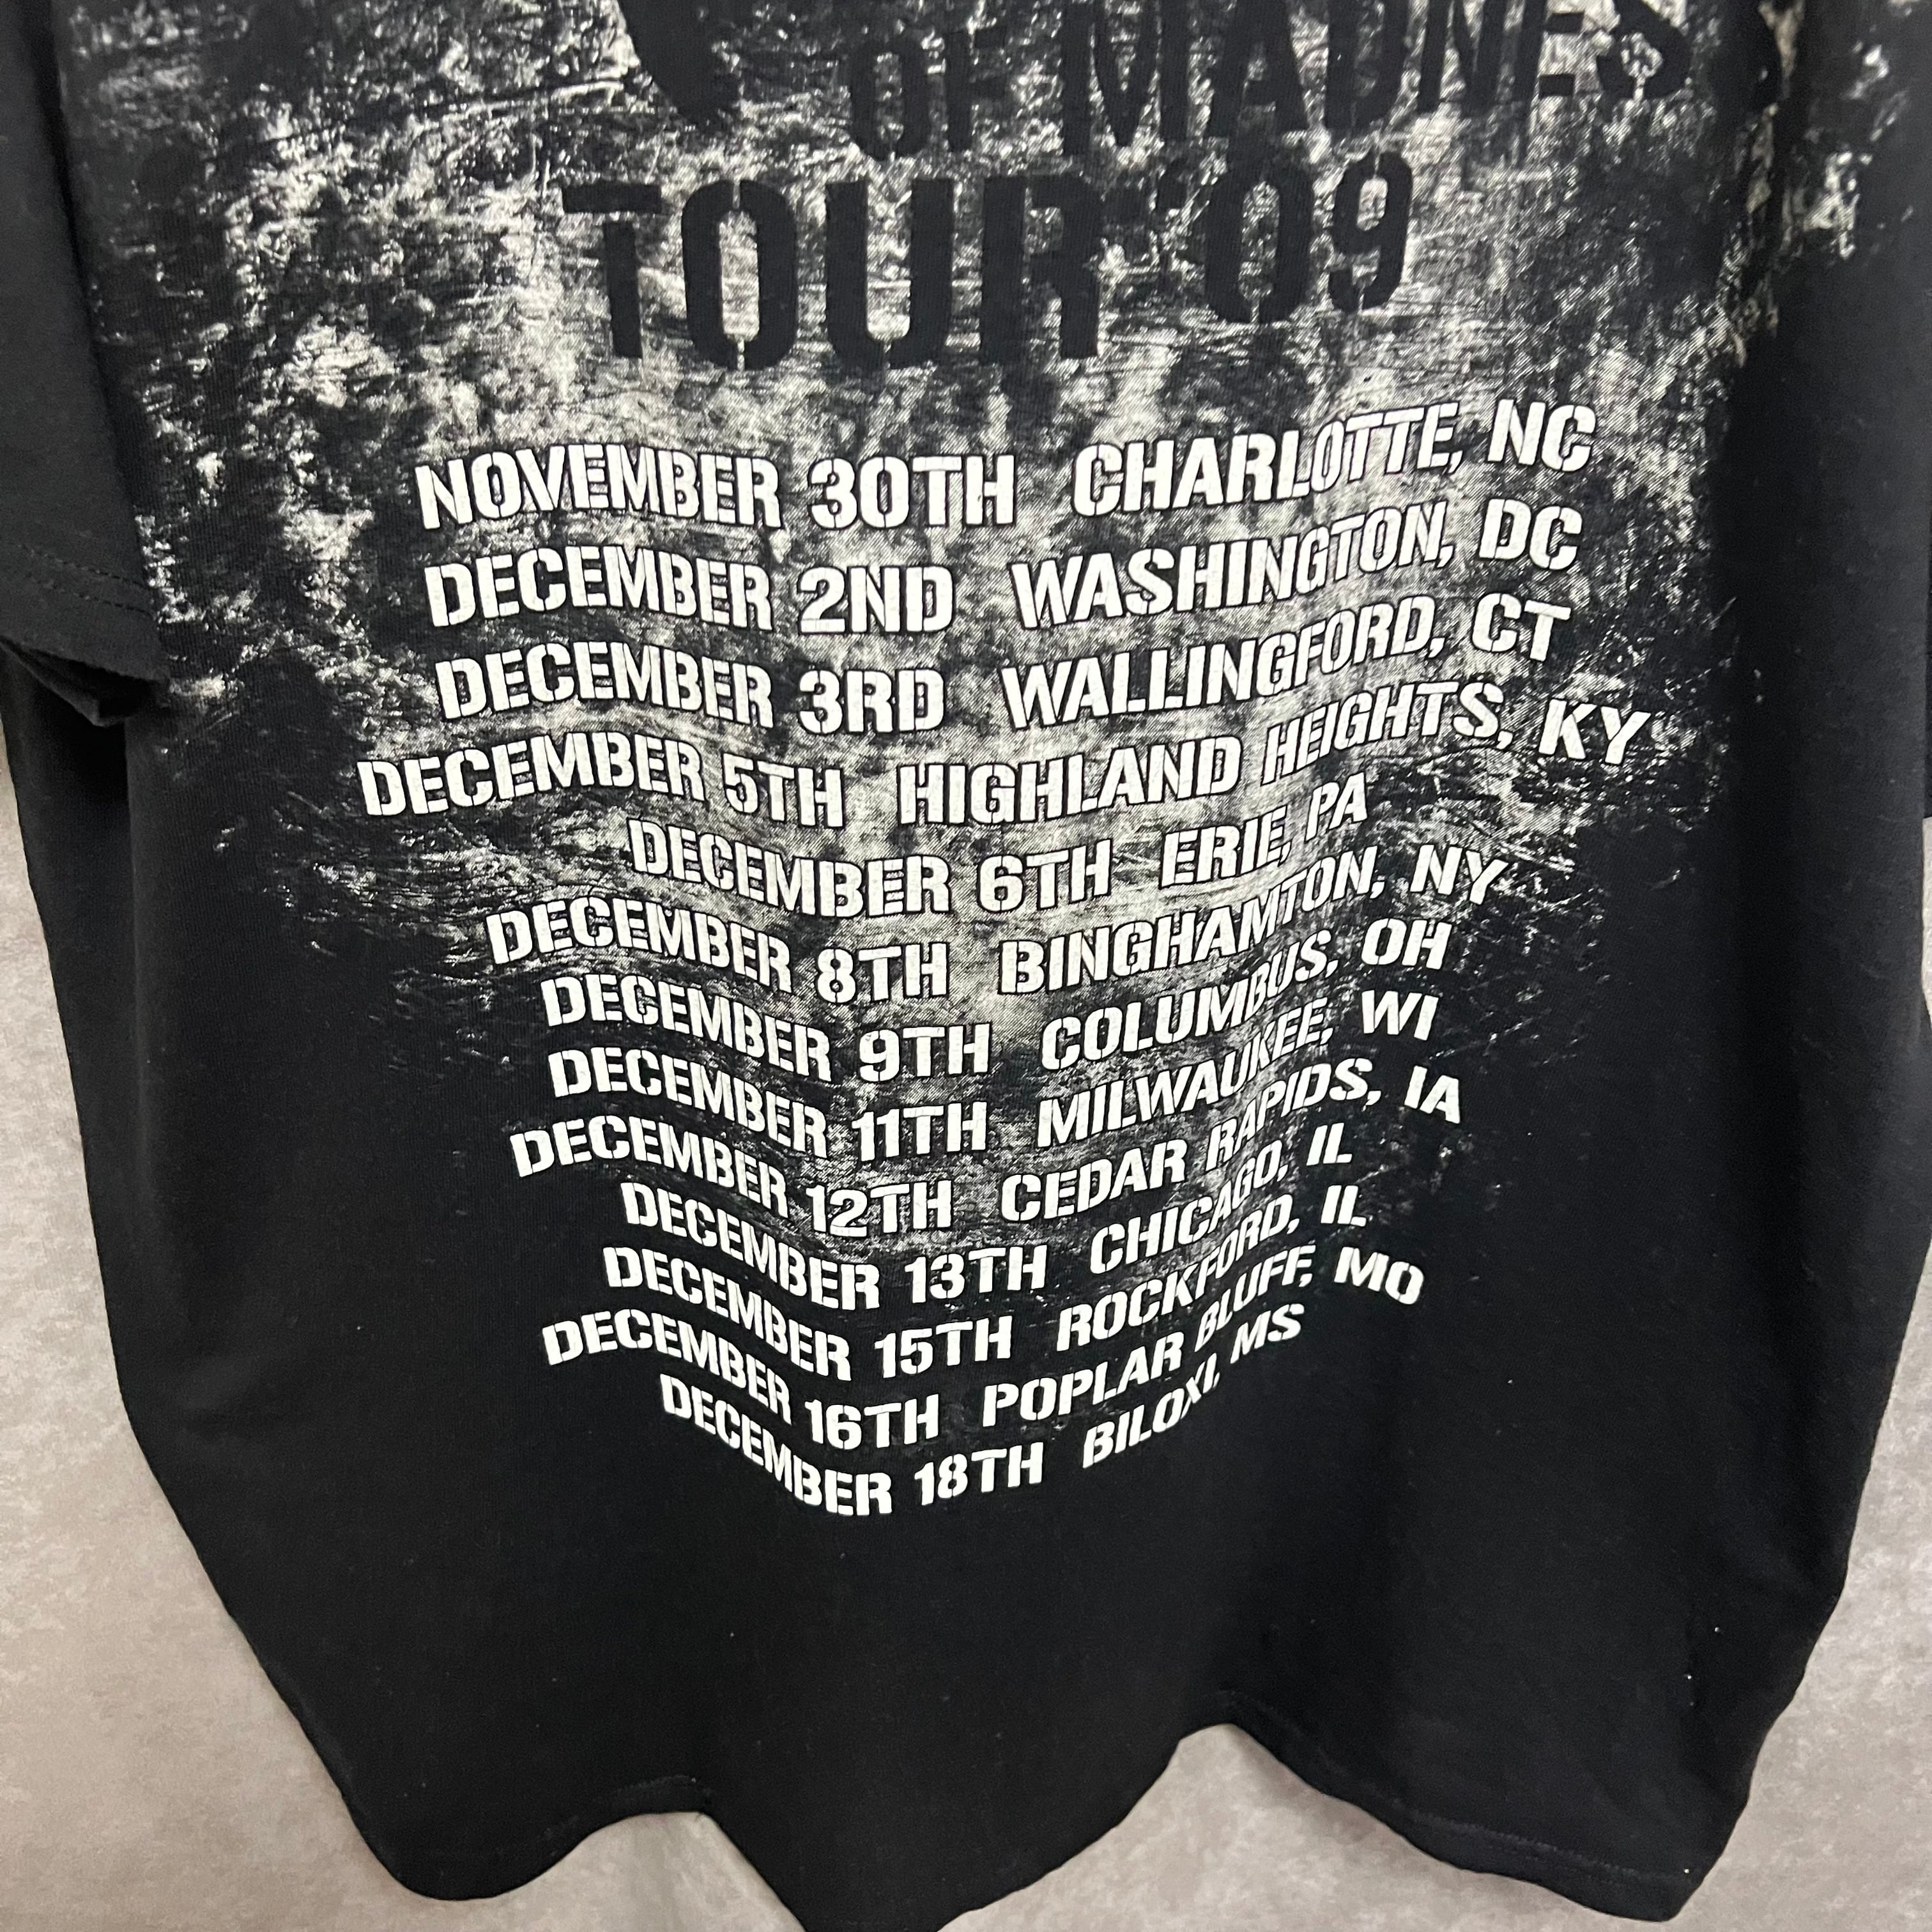 OF MADNESS
TOUR '09
NOVEMBER 30TH CHARLOTTE, NC
DECEMBER 2ND WASHINGTON, DC
DECEMBER 3RD WALLINGFORD, CT
DECEMBER 5TH HIGHLAND HEIGHTS, KY
DECEMBER 6TH ERIE, PA
DECEMBER 8TH BINGHAMTON, NY
DECEMBER 9TH COLUMBUS, OH
DECEMBER 11TH MILWAUKEE, WI
DECEMBER 12TH CEDAR RAPIDS, IA
DECEMBER 13TH CHICAGO, IL
DECEMBER 15TH ROCKFORD, IL
DECEMBER 16TH POPLAR BLUFF, MO
DECEMBER 18TH BILOXI, MS